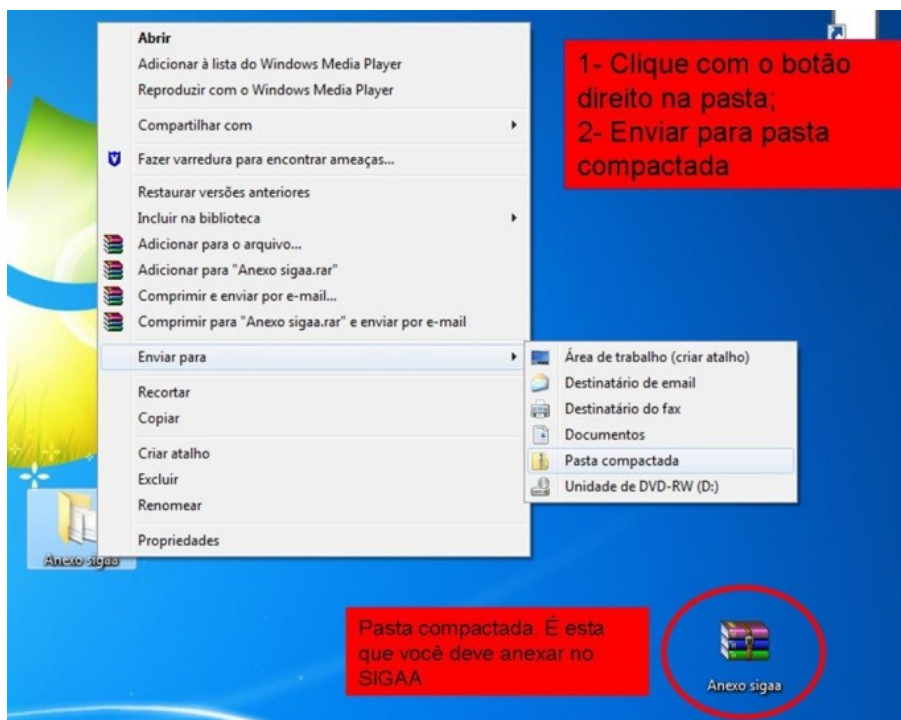 Abrir
Adicionar à lista do Windows Media Player
Reproduzir com o Windows Media Player
Compartilhar com
Fazer varredura para encontrar ameaças...
Restaurar versões anteriores
Incluir na biblioteca
Adicionar para o arquivo...
Adicionar para "Anexo sigaa.rar"
Comprimir e enviar por e-mail...
Comprimir para "Anexo sigaa.rar" e enviar por e-mail
Enviar para
Recortar
Copiar
Criar atalho
Excluir
Renomear
Propriedades
1- Clique com o botão
direito na pasta;
2- Enviar para pasta
compactada
Área de trabalho (criar atalho)
Destinatário de email
Destinatário do fax
Documentos
Pasta compactada
Unidade de DVD-RW (D:)
Anexo sigaa
Pasta compactada. É esta
que você deve anexar no
SIGAA
Anexo sigaa